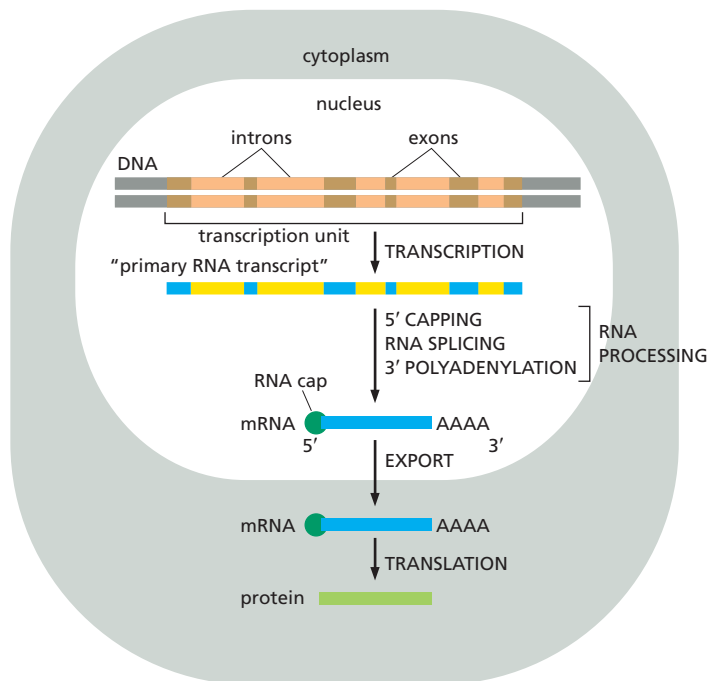 cytoplasm
nucleus
introns
exons
DNA
transcription unit
TRANSCRIPTION
“primary RNA transcript”
5′ CAPPING
RNA SPLICING
3′ POLYADENYLATION
RNA
PROCESSING
RNA cap
mRNA
AAAA
5′
3′
EXPORT
mRNA
AAAA
TRANSLATION
protein